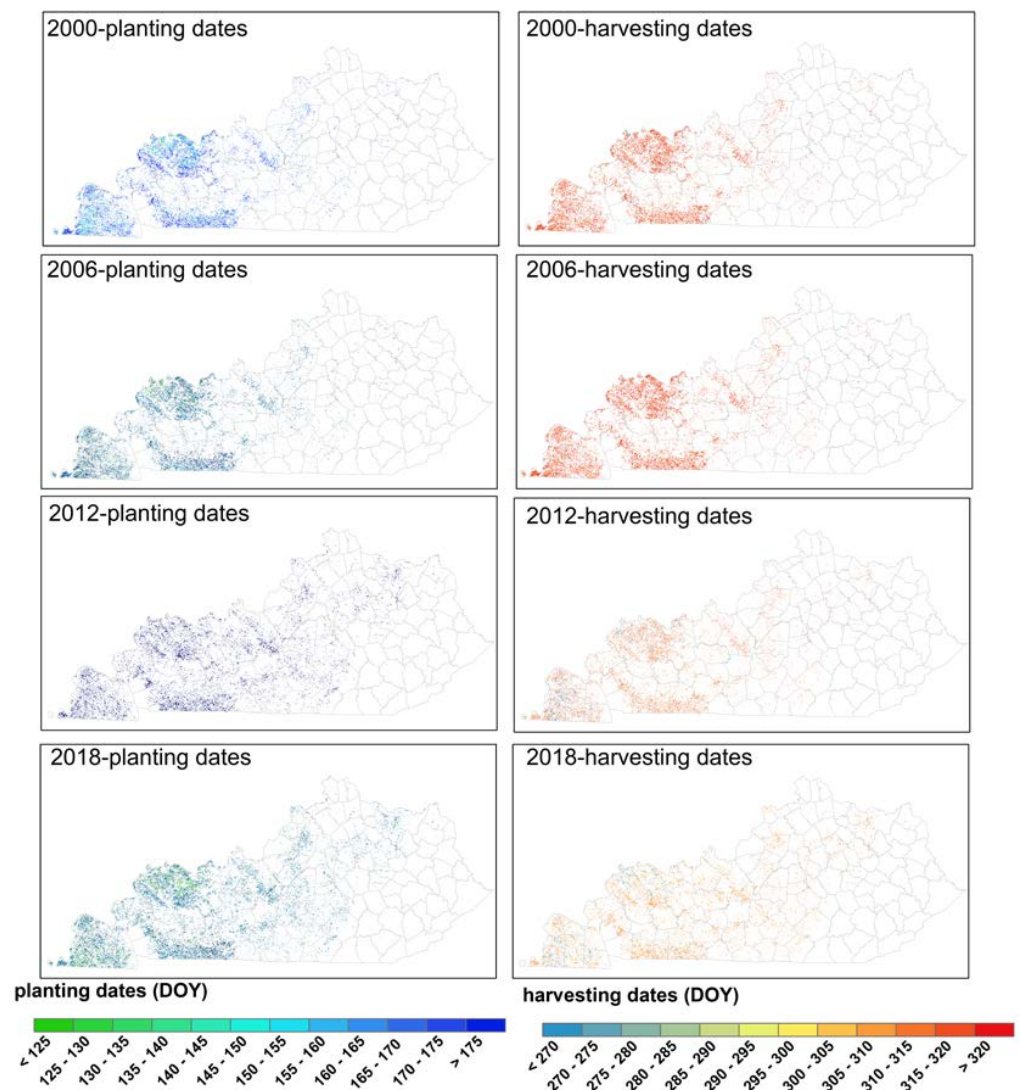 2000-planting dates
2000-harvesting dates
2006-planting dates
2006-harvesting dates
2012-planting dates
2012-harvesting dates
2018-planting dates
2018-harvesting dates
planting dates (DOY)
< 125
125 - 130
130 - 135
135 - 140
140 - 145
145 - 150
150 - 155
155 - 160
160 - 165
165 - 170
170 - 175
> 175
harvesting dates (DOY)
< 270
270 - 275
275 - 280
280 - 285
285 - 290
290 - 295
295 - 300
300 - 305
305 - 310
310 - 315
315 - 320
> 320